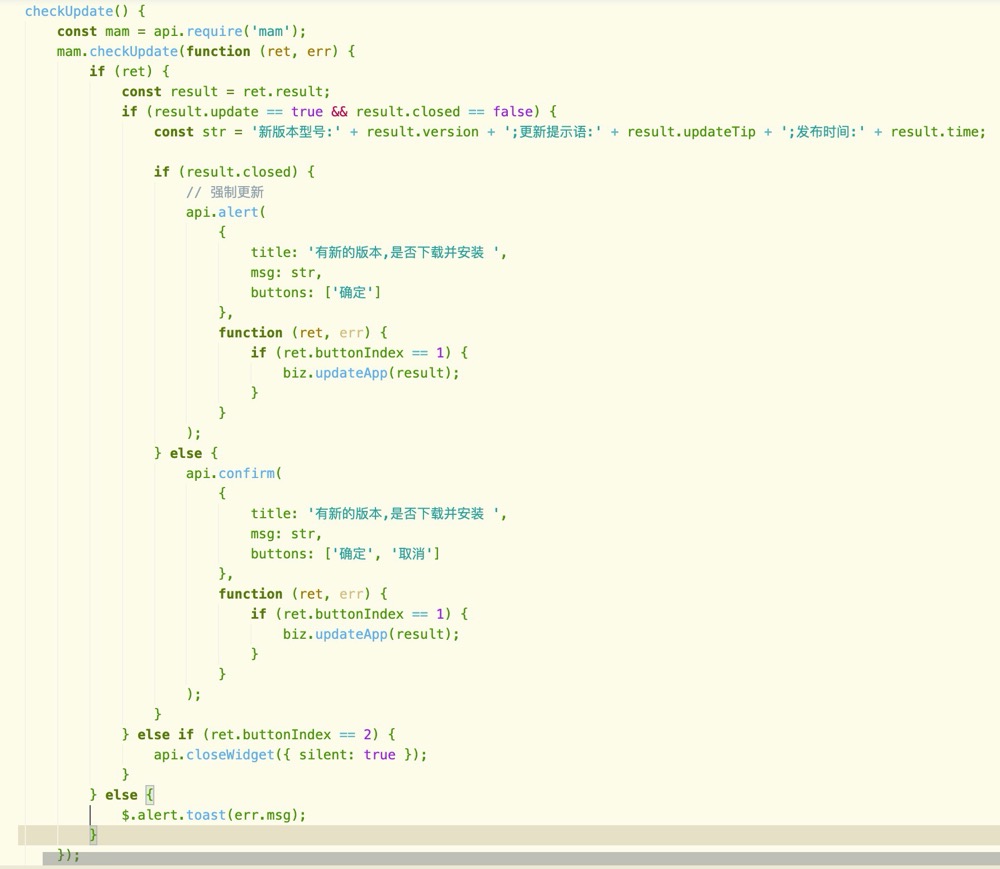 checkUpdate() {
    const mam = api.require('mam');
    mam.checkUpdate(function (ret, err) {
        if (ret) {
            const result = ret.result;
            if (result.update == true && result.closed == false) {
                const str = '新版本型号:' + result.version + ';更新提示语:' + result.updateTip + ';发布时间:' + result.time;

                if (result.closed) {
                    // 强制更新
                    api.alert(
                        {
                            title: '有新的版本,是否下载并安装 ',
                            msg: str,
                            buttons: ['确定']
                        },
                        function (ret, err) {
                            if (ret.buttonIndex == 1) {
                                biz.updateApp(result);
                            }
                        }
                    );
                } else {
                    api.confirm(
                        {
                            title: '有新的版本,是否下载并安装 ',
                            msg: str,
                            buttons: ['确定', '取消']
                        },
                        function (ret, err) {
                            if (ret.buttonIndex == 1) {
                                biz.updateApp(result);
                            }
                        }
                    );
                }
            } else if (ret.buttonIndex == 2) {
                api.closeWidget({ silent: true });
            }
        } else {
            $.alert.toast(err.msg);
        }
    });